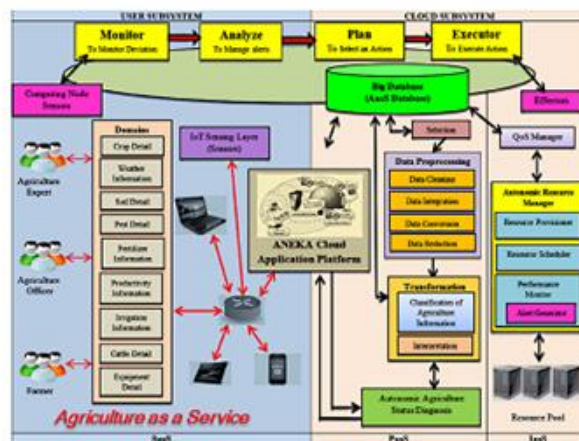 USER SUBSYSTEM
CLOUD SUBSYSTEM
Monitor
To Monitor Deviation
Analyze
To Manage alerts
Plan
To Select an Action
Executor
To Execute Action
Computing Node
Sensors
Big Database
(AaaS Database)
Effectors
Domains
Crop Detail
Weather
Information
Soil Detail
Pest Detail
Fertilizer
Information
Productivity
Information
Irrigation
Information
Cattle Detail
Equipment
Detail
Agriculture
Expert
Agriculture
Officer
Farmer
IoT Sensing Layer
(Sensors)
ANEKA Cloud
Application Platform
Selection
Data Preprocessing
Data Cleaning
Data Integration
Data Conversion
Data Reduction
Transformation
Classification of
Agriculture
Information
Interpretation
Autonomic Agriculture
Status Diagnosis
QoS Manager
Autonomic Resource
Manager
Resource Provisioner
Resource Scheduler
Performance
Monitor
Alert Generator
Resource Pool
Agriculture as a Service
SaaS
PaaS
IaaS